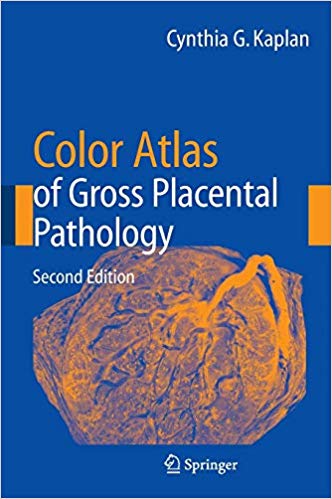 Cynthia G. Kaplan
Color Atlas
of Gross Placental
Pathology
Second Edition
Springer